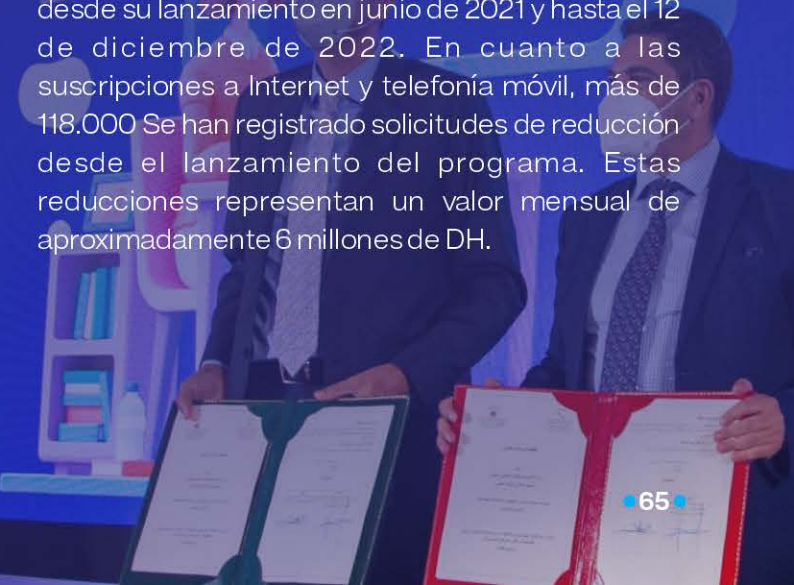 desde su lanzamiento en junio de 2021 y hasta el 12
de diciembre de 2022. En cuanto a las
suscripciones a Internet y telefonía móvil, más de
118.000 Se han registrado solicitudes de reducción
desde el lanzamiento del programa. Estas
reducciones representan un valor mensual de
aproximadamente 6 millones de DH.
65